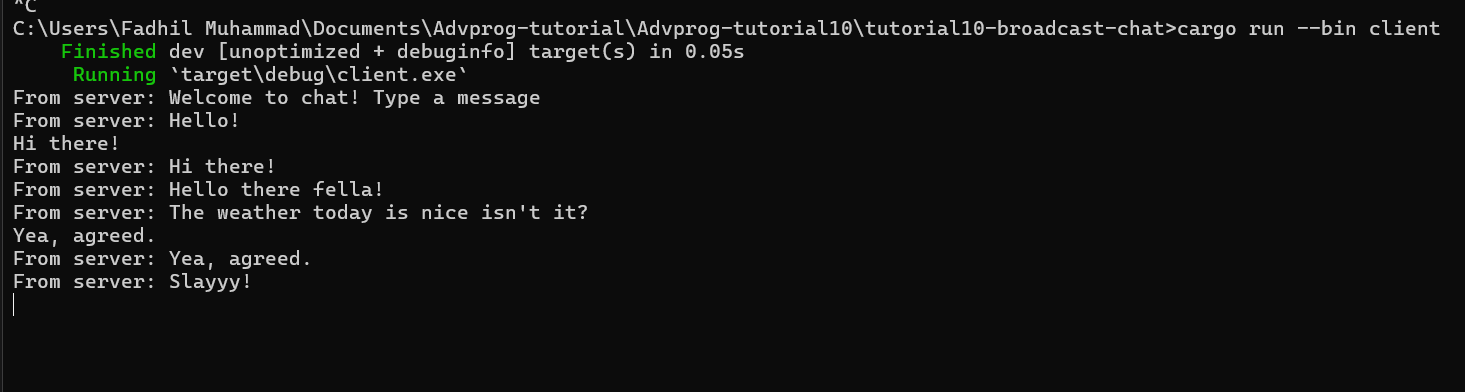 ^C
C:\Users\Fadhil Muhammad\Documents\Advprog-tutorial\Advprog-tutorial10\tutorial10-broadcast-chat>cargo run --bin client
    Finished dev [unoptimized + debuginfo] target(s) in 0.05s
     Running `target\debug\client.exe`
From server: Welcome to chat! Type a message
From server: Hello!
Hi there!
From server: Hi there!
From server: Hello there fella!
From server: The weather today is nice isn't it?
Yea, agreed.
From server: Yea, agreed.
From server: Slayyy!